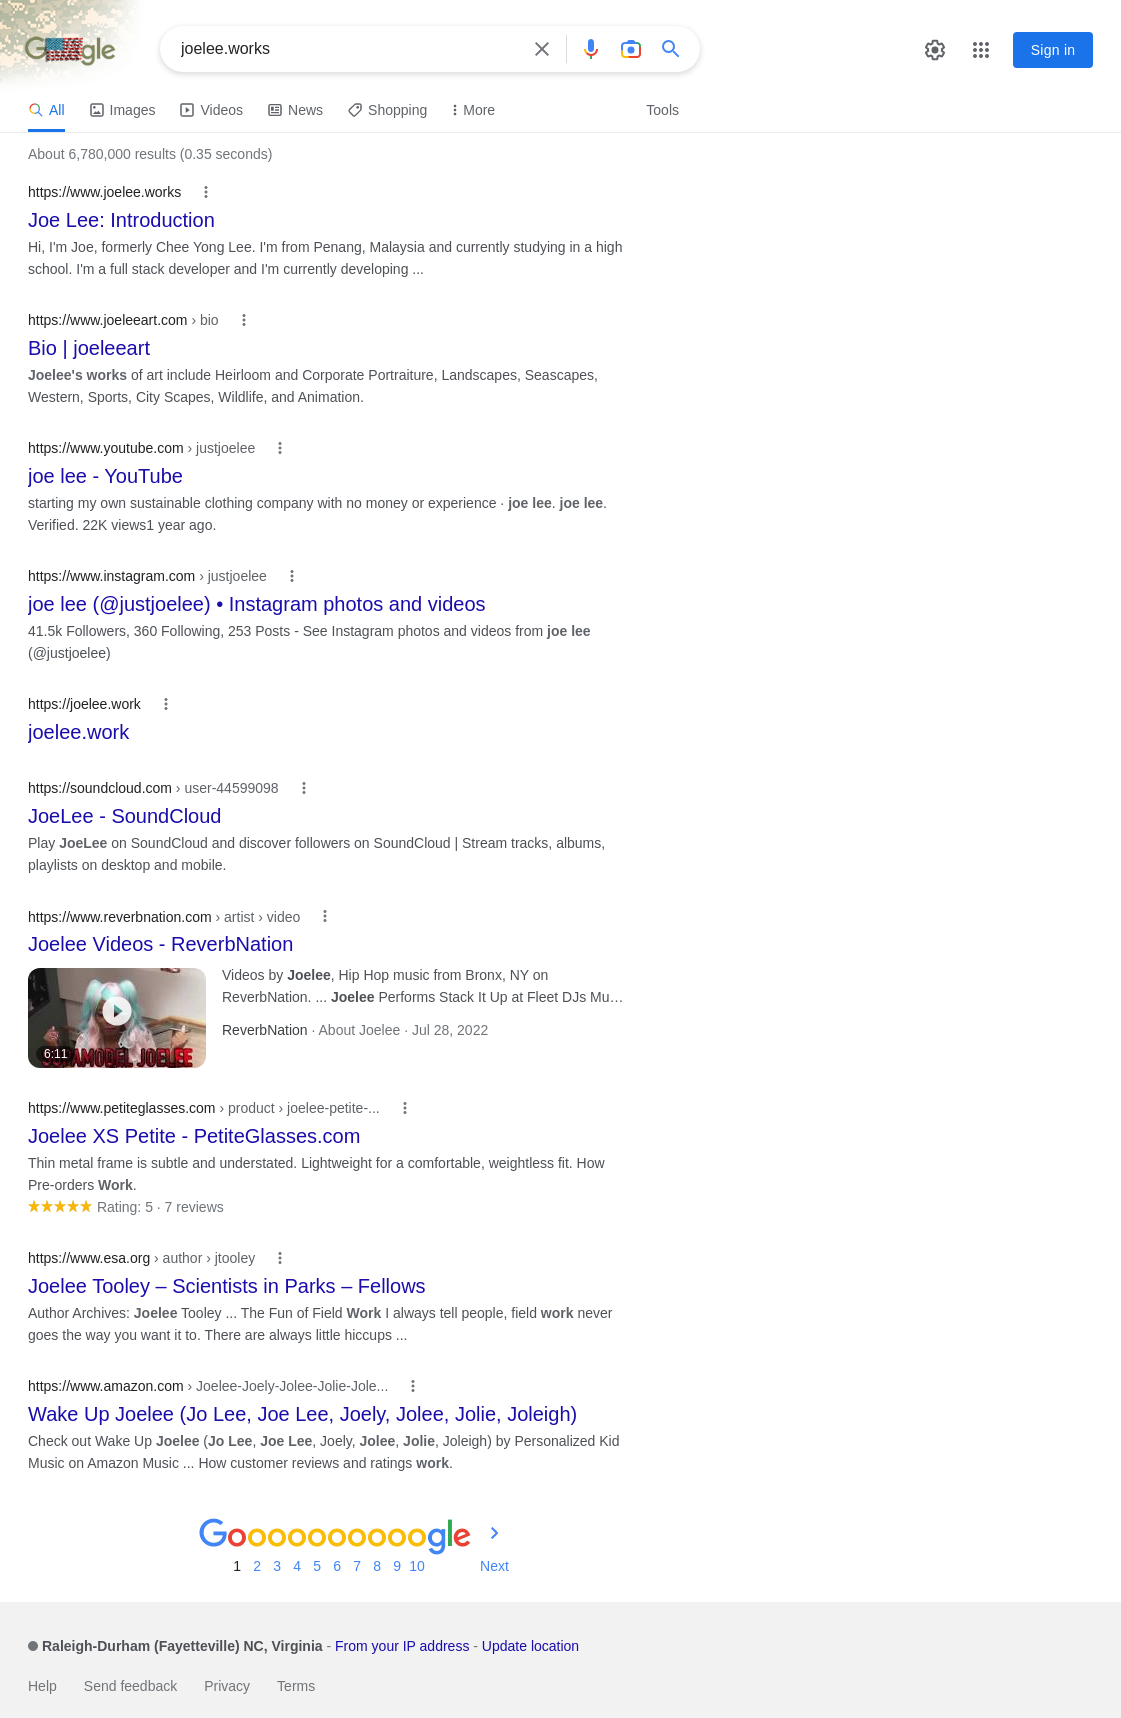 Google
joelee.works
Sign in
All Images Videos News Shopping More Tools
About 6,780,000 results (0.35 seconds)
https://www.joelee.works
Joe Lee: Introduction
Hi, I'm Joe, formerly Chee Yong Lee. I'm from Penang, Malaysia and currently studying in a high
school. I'm a full stack developer and I'm currently developing ...
https://www.joeleeart.com › bio
Bio | joeleeart
Joelee's works of art include Heirloom and Corporate Portraiture, Landscapes, Seascapes,
Western, Sports, City Scapes, Wildlife, and Animation.
https://www.youtube.com › justjoelee
joe lee - YouTube
starting my own sustainable clothing company with no money or experience · joe lee. joe lee.
Verified. 22K views1 year ago.
https://www.instagram.com › justjoelee
joe lee (@justjoelee) • Instagram photos and videos
41.5k Followers, 360 Following, 253 Posts - See Instagram photos and videos from joe lee
(@justjoelee)
https://joelee.work
joelee.work
https://soundcloud.com › user-44599098
JoeLee - SoundCloud
Play JoeLee on SoundCloud and discover followers on SoundCloud | Stream tracks, albums,
playlists on desktop and mobile.
https://www.reverbnation.com › artist › video
Joelee Videos - ReverbNation
Videos by Joelee, Hip Hop music from Bronx, NY on
ReverbNation. ... Joelee Performs Stack It Up at Fleet DJs Mu…
ReverbNation · About Joelee · Jul 28, 2022
6:11
JOELEE
https://www.petiteglasses.com › product › joelee-petite-...
Joelee XS Petite - PetiteGlasses.com
Thin metal frame is subtle and understated. Lightweight for a comfortable, weightless fit. How
Pre-orders Work.
Rating: 5 · 7 reviews
https://www.esa.org › author › jtooley
Joelee Tooley – Scientists in Parks – Fellows
Author Archives: Joelee Tooley ... The Fun of Field Work I always tell people, field work never
goes the way you want it to. There are always little hiccups ...
https://www.amazon.com › Joelee-Joely-Jolee-Jolie-Jole...
Wake Up Joelee (Jo Lee, Joe Lee, Joely, Jolee, Jolie, Joleigh)
Check out Wake Up Joelee (Jo Lee, Joe Lee, Joely, Jolee, Jolie, Joleigh) by Personalized Kid
Music on Amazon Music ... How customer reviews and ratings work.
Goooooooooogle
1 2 3 4 5 6 7 8 9 10 Next
Raleigh-Durham (Fayetteville) NC, Virginia - From your IP address - Update location
Help Send feedback Privacy Terms